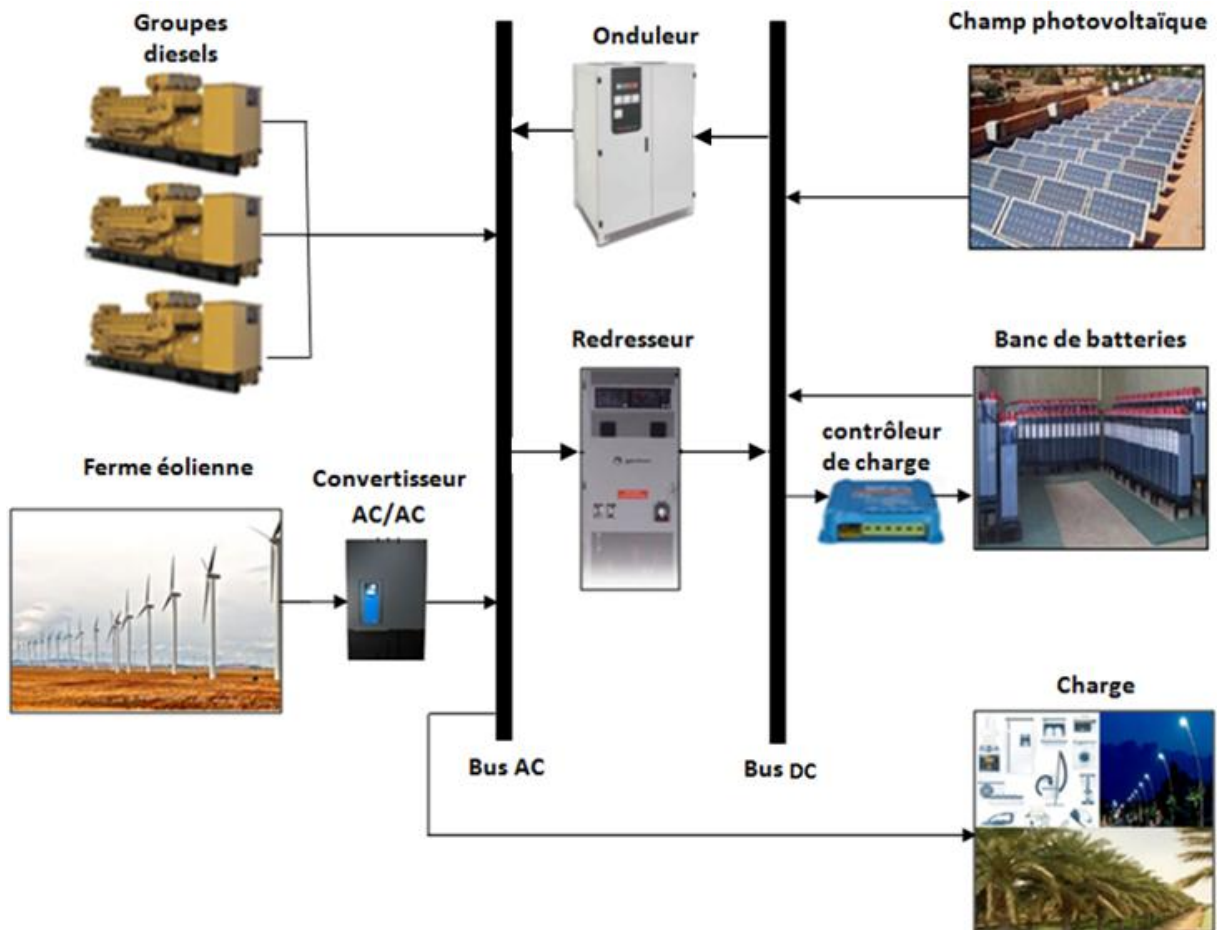 Groupes
diesels
Onduleur
Champ photovoltaïque
Redresseur
Banc de batteries
contrôleur
de charge
Ferme éolienne
Convertisseur
AC/AC
Charge
Bus AC
Bus DC